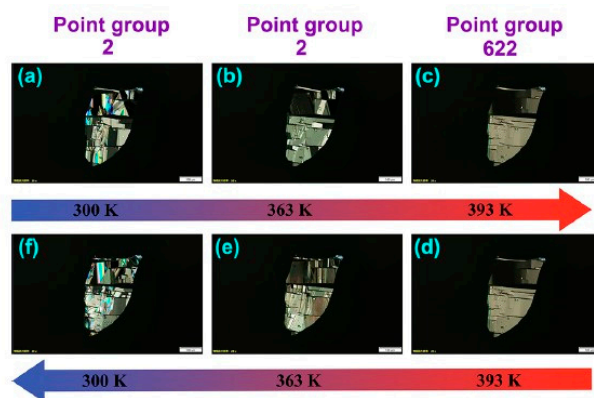 Point group
2
Point group
2
Point group
622
(a)
(b)
(c)
300 K
363 K
393 K
(f)
(e)
(d)
300 K
363 K
393 K